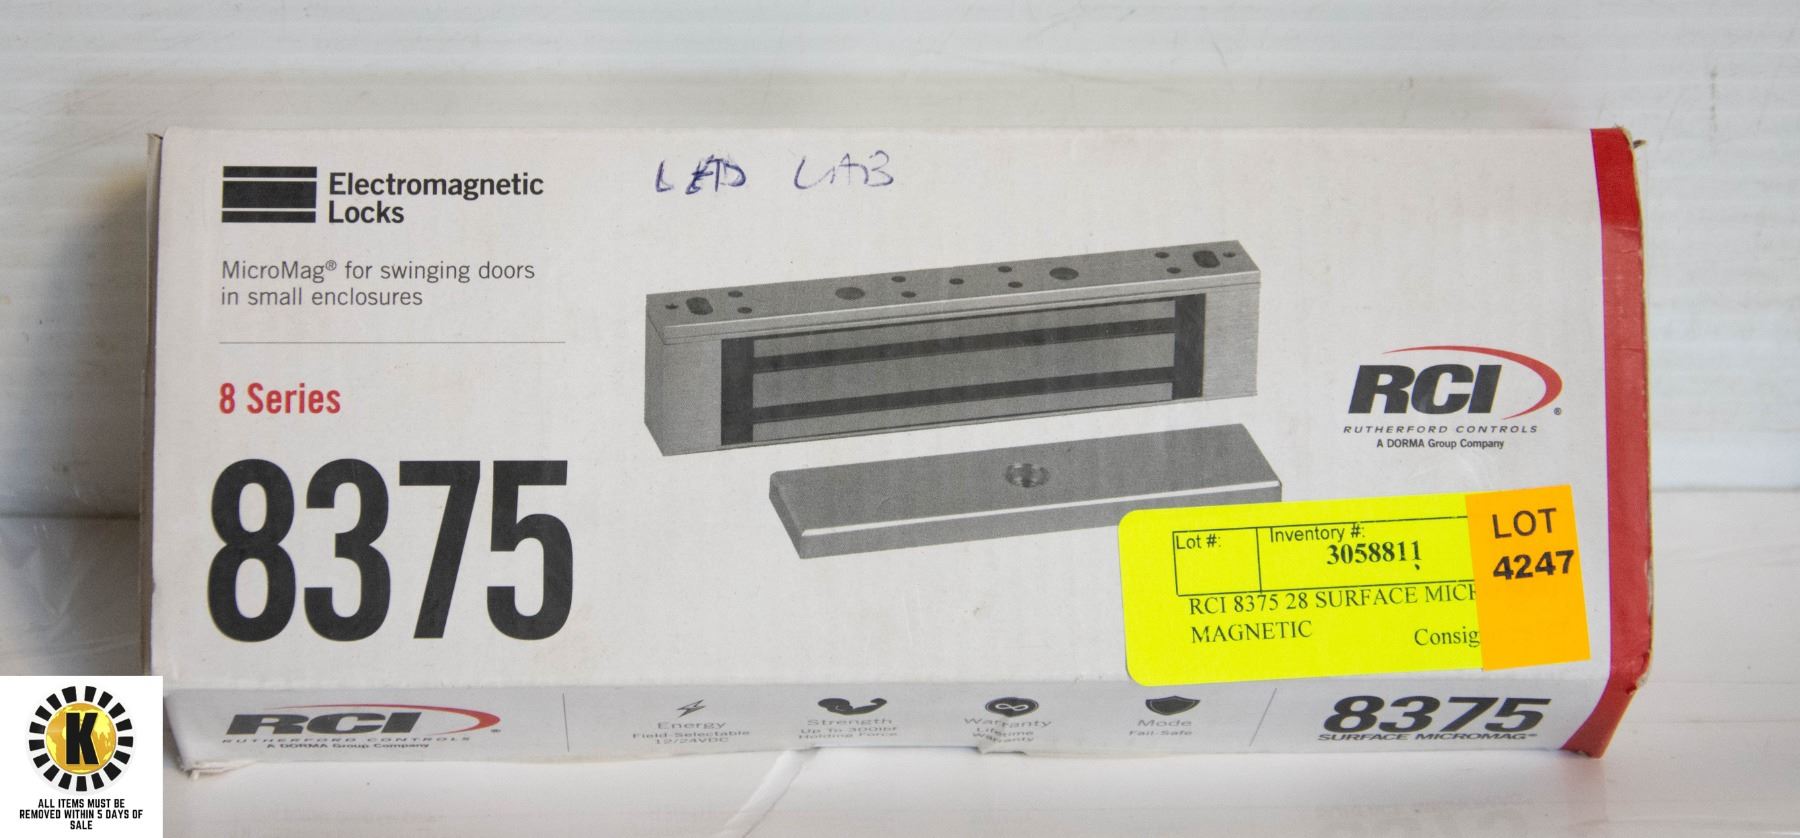 Electromagnetic
Locks
LED LAB
MicroMag® for swinging doors
in small enclosures
8 Series
8375
RCI®
RUTHERFORD CONTROLS
A DORMA Group Company
Lot #:
Inventory #:
3058811
RCI 8375 28 SURFACE MICR
MAGNETIC
Consig
LOT
4247
RCI®
RUTHERFORD CONTROLS
A DORMA Group Company
Energy
Field-Selectable
12/24VDC
Strength
Up To 300lbf
Holding Force
Warranty
Lifetime
Warranty
Mode
Fail-Safe
8375
SURFACE MICROMAG®
K
ALL ITEMS MUST BE
REMOVED WITHIN 5 DAYS OF
SALE